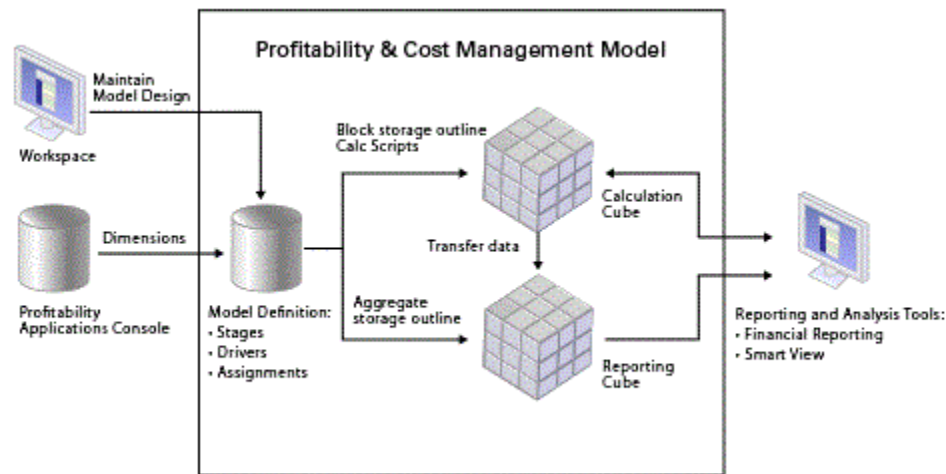 Profitability & Cost Management Model
Maintain
Model Design
Workspace
Block storage outline
Calc Scripts
Calculation
Cube
Dimensions
Transfer data
Profitability
Applications Console
Model Definition:
• Stages
• Drivers
• Assignments
Aggregate
storage outline
Reporting
Cube
Reporting and Analysis Tools:
• Financial Reporting
• Smart View